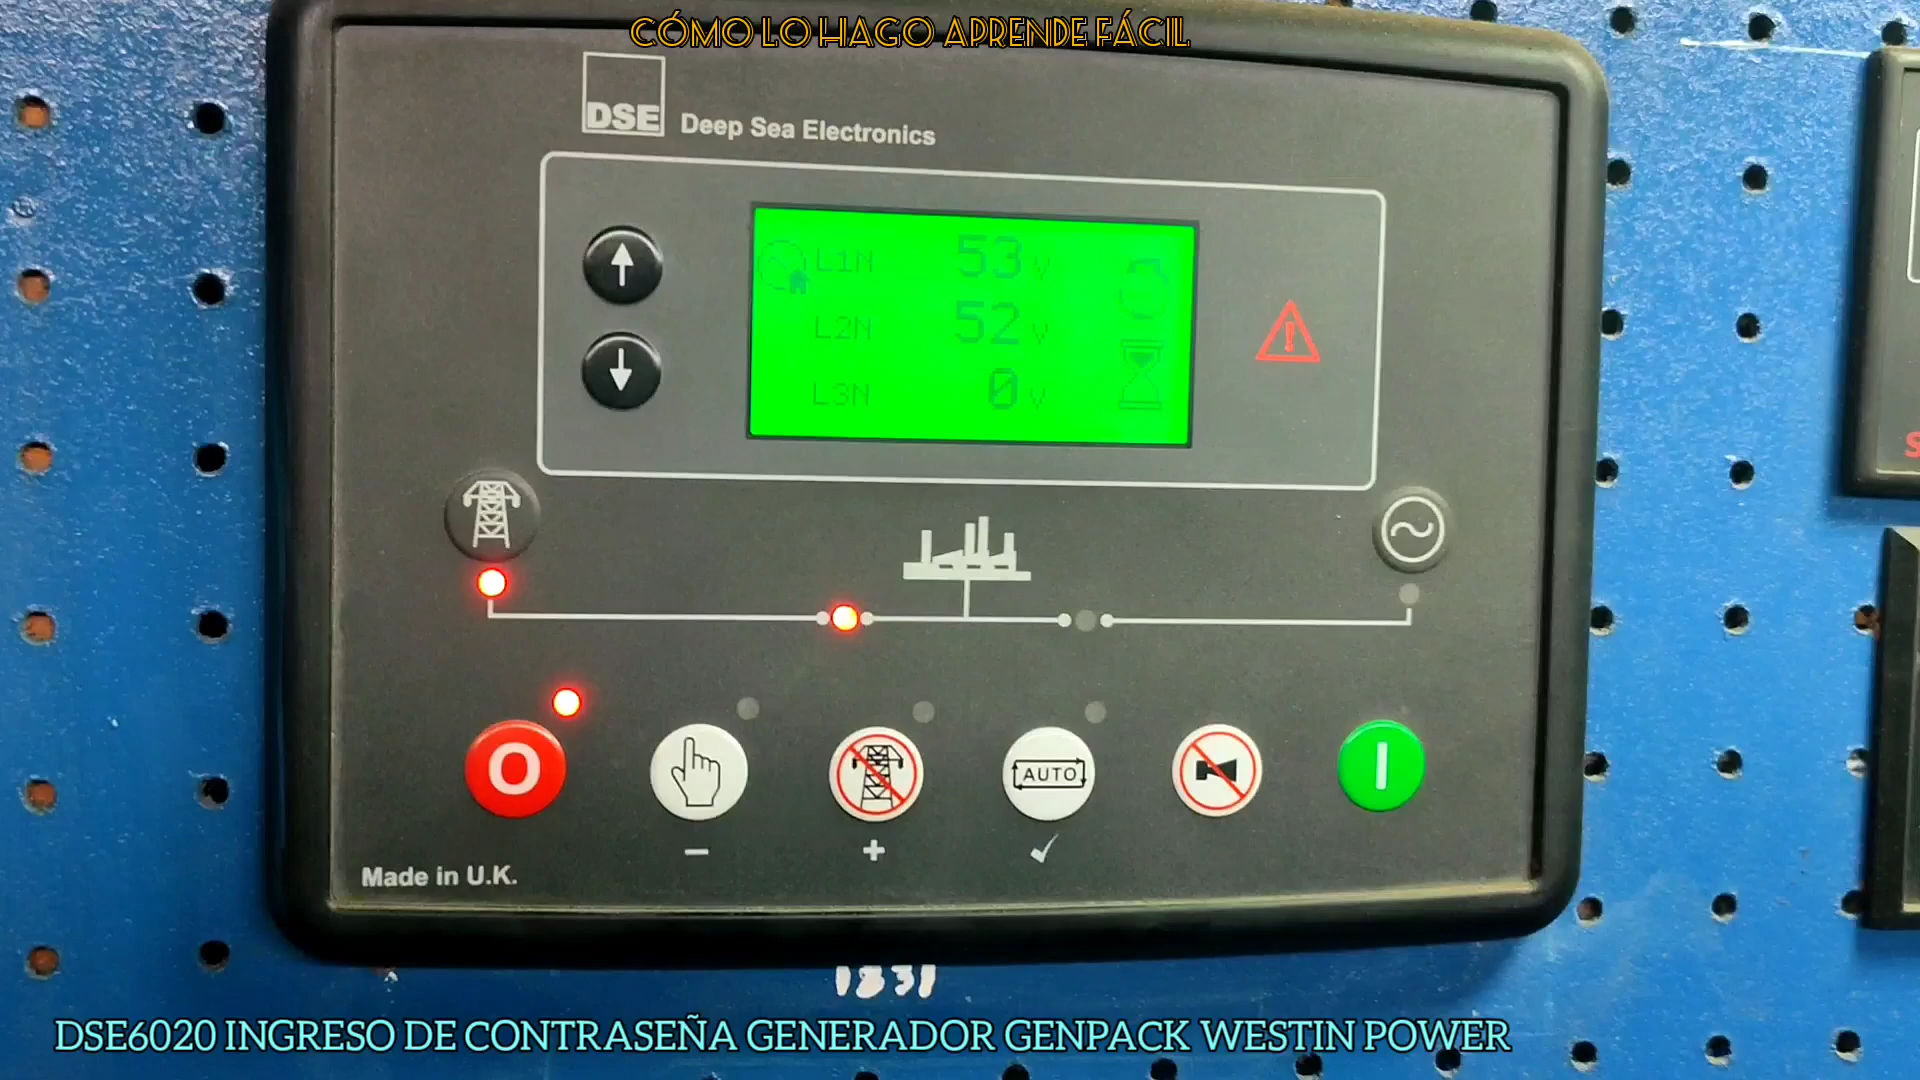 CÓMO LO HAGO APRENDE FÁCIL
DSE
Deep Sea Electronics
L1N 53 V
L2N 52 V
L3N 0 V
O
AUTO
I
Made in U.K.
1831
DSE6020 INGRESO DE CONTRASEÑA GENERADOR GENPACK WESTIN POWER